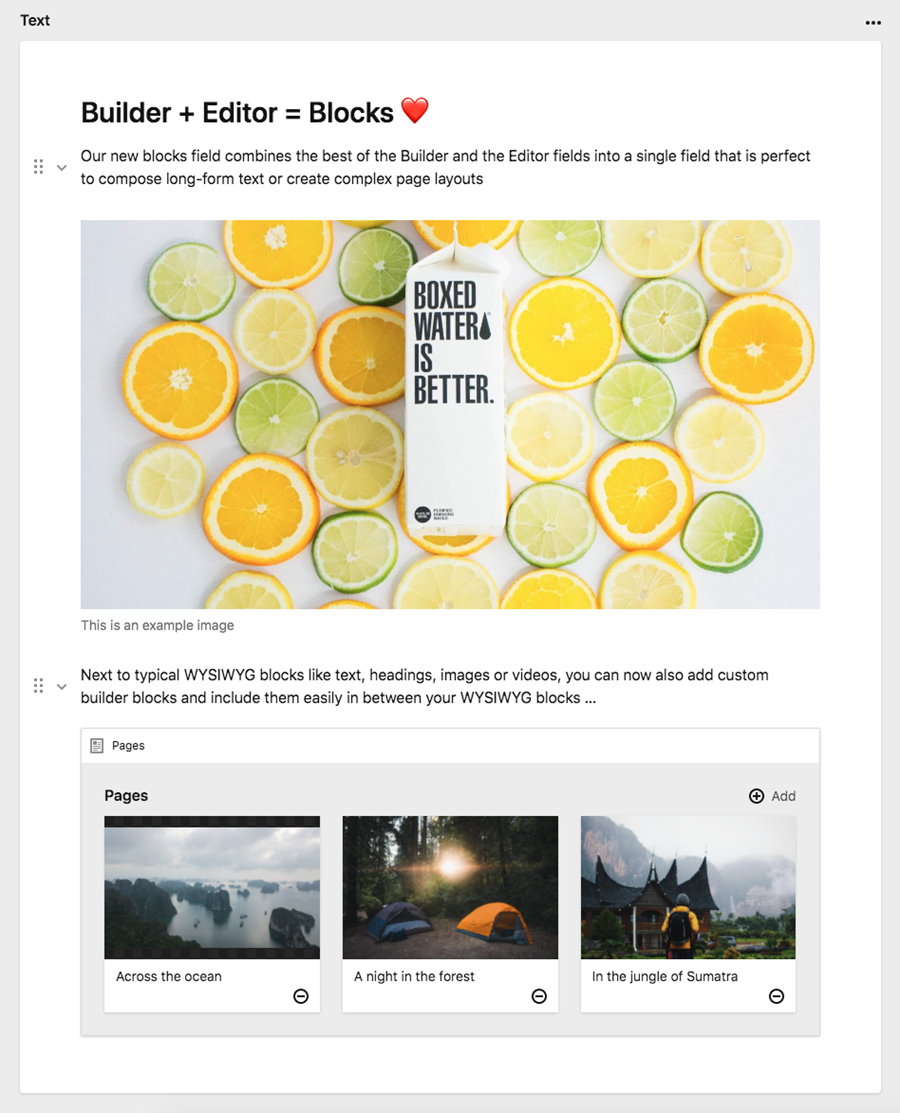 Text
Builder + Editor = Blocks ❤️
Our new blocks field combines the best of the Builder and the Editor fields into a single field that is perfect
to compose long-form text or create complex page layouts
BOXED
WATER
IS
BETTER.
This is an example image
Next to typical WYSIWYG blocks like text, headings, images or videos, you can now also add custom
builder blocks and include them easily in between your WYSIWYG blocks ...
Pages
Pages
Add
Across the ocean
A night in the forest
In the jungle of Sumatra